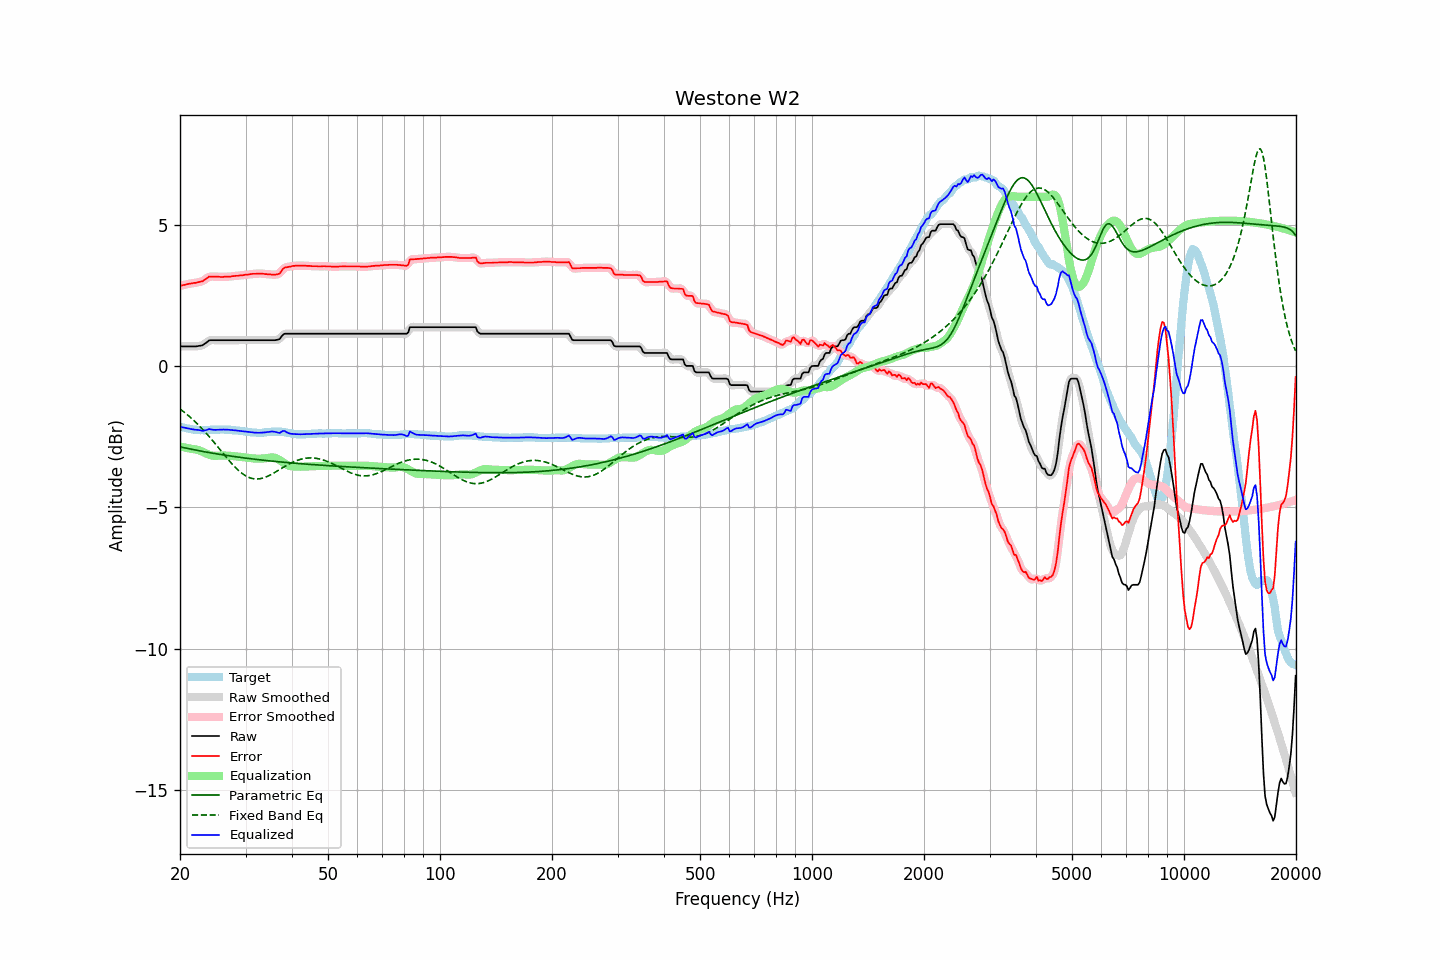 Westone W2
Amplitude (dBr)
5
0
−5
−10
−15
Target
Raw Smoothed
Error Smoothed
Raw
Error
Equalization
Parametric Eq
Fixed Band Eq
Equalized
20
50
100
200
500
1000
2000
5000
10000
20000
Frequency (Hz)